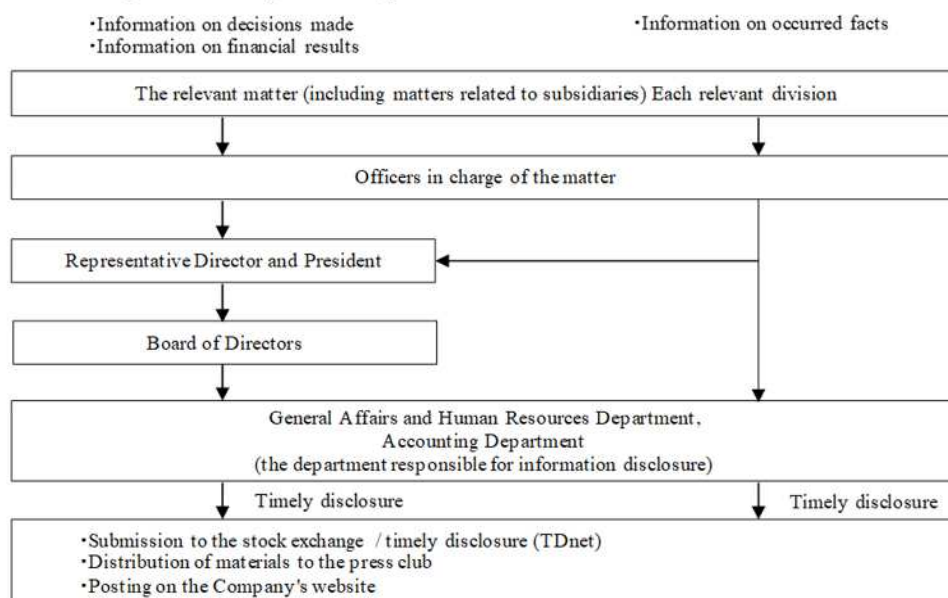 ・Information on decisions made
・Information on financial results
・Information on occurred facts
The relevant matter (including matters related to subsidiaries) Each relevant division
Officers in charge of the matter
Representative Director and President
Board of Directors
General Affairs and Human Resources Department,
Accounting Department
(the department responsible for information disclosure)
Timely disclosure
Timely disclosure
・Submission to the stock exchange / timely disclosure (TDnet)
・Distribution of materials to the press club
・Posting on the Company's website